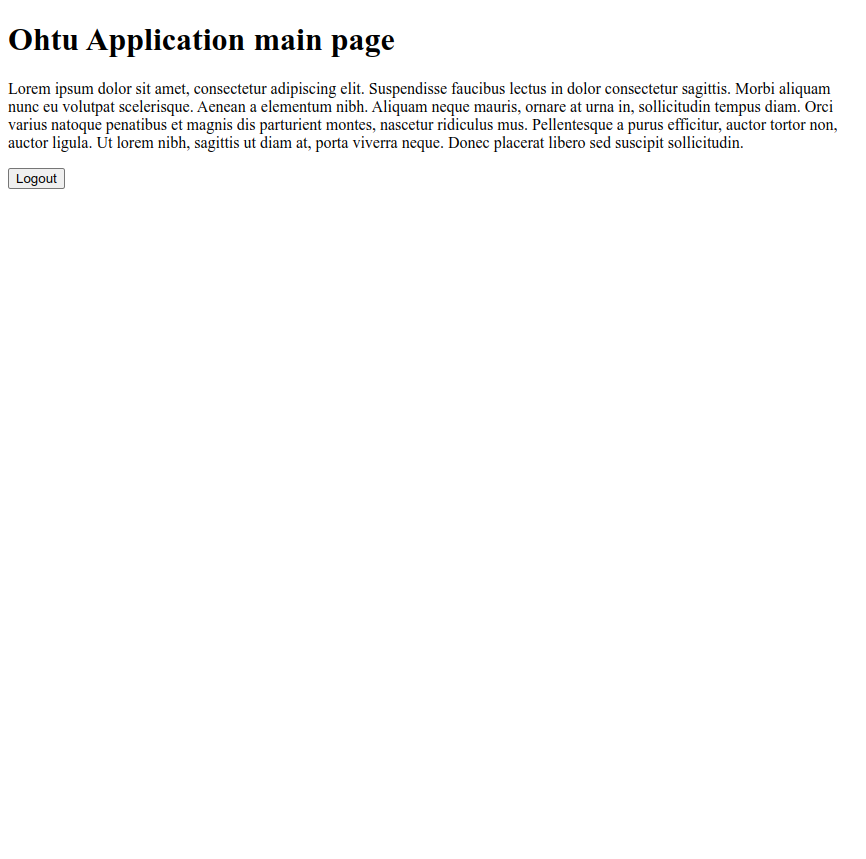 Ohtu Application main page
Lorem ipsum dolor sit amet, consectetur adipiscing elit. Suspendisse faucibus lectus in dolor consectetur sagittis. Morbi aliquam
nunc eu volutpat scelerisque. Aenean a elementum nibh. Aliquam neque mauris, ornare at urna in, sollicitudin tempus diam. Orci
varius natoque penatibus et magnis dis parturient montes, nascetur ridiculus mus. Pellentesque a purus efficitur, auctor tortor non,
auctor ligula. Ut lorem nibh, sagittis ut diam at, porta viverra neque. Donec placerat libero sed suscipit sollicitudin.
Logout